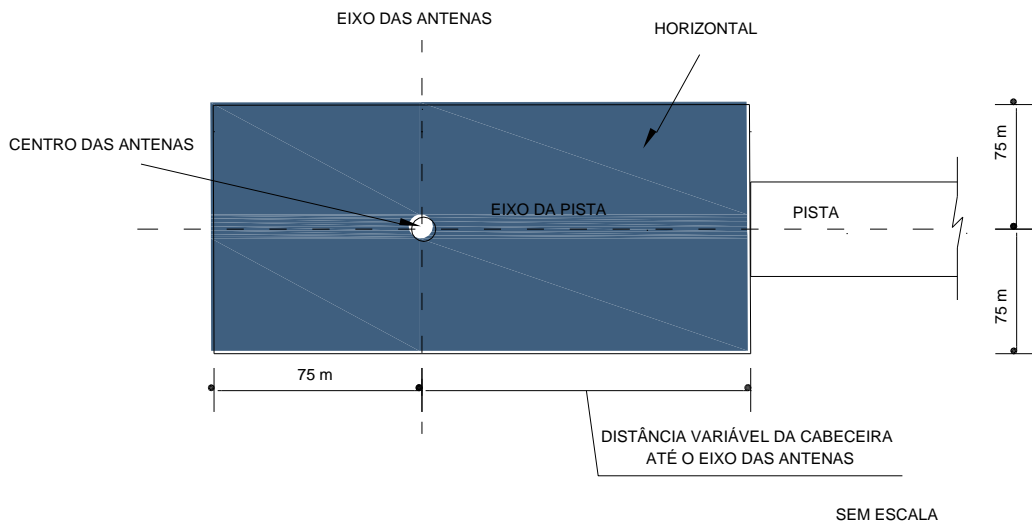 EIXO DAS ANTENAS
HORIZONTAL
CENTRO DAS ANTENAS
75 m
EIXO DA PISTA
PISTA
75 m
75 m
DISTÂNCIA VARIÁVEL DA CABECEIRA
ATÉ O EIXO DAS ANTENAS
SEM ESCALA